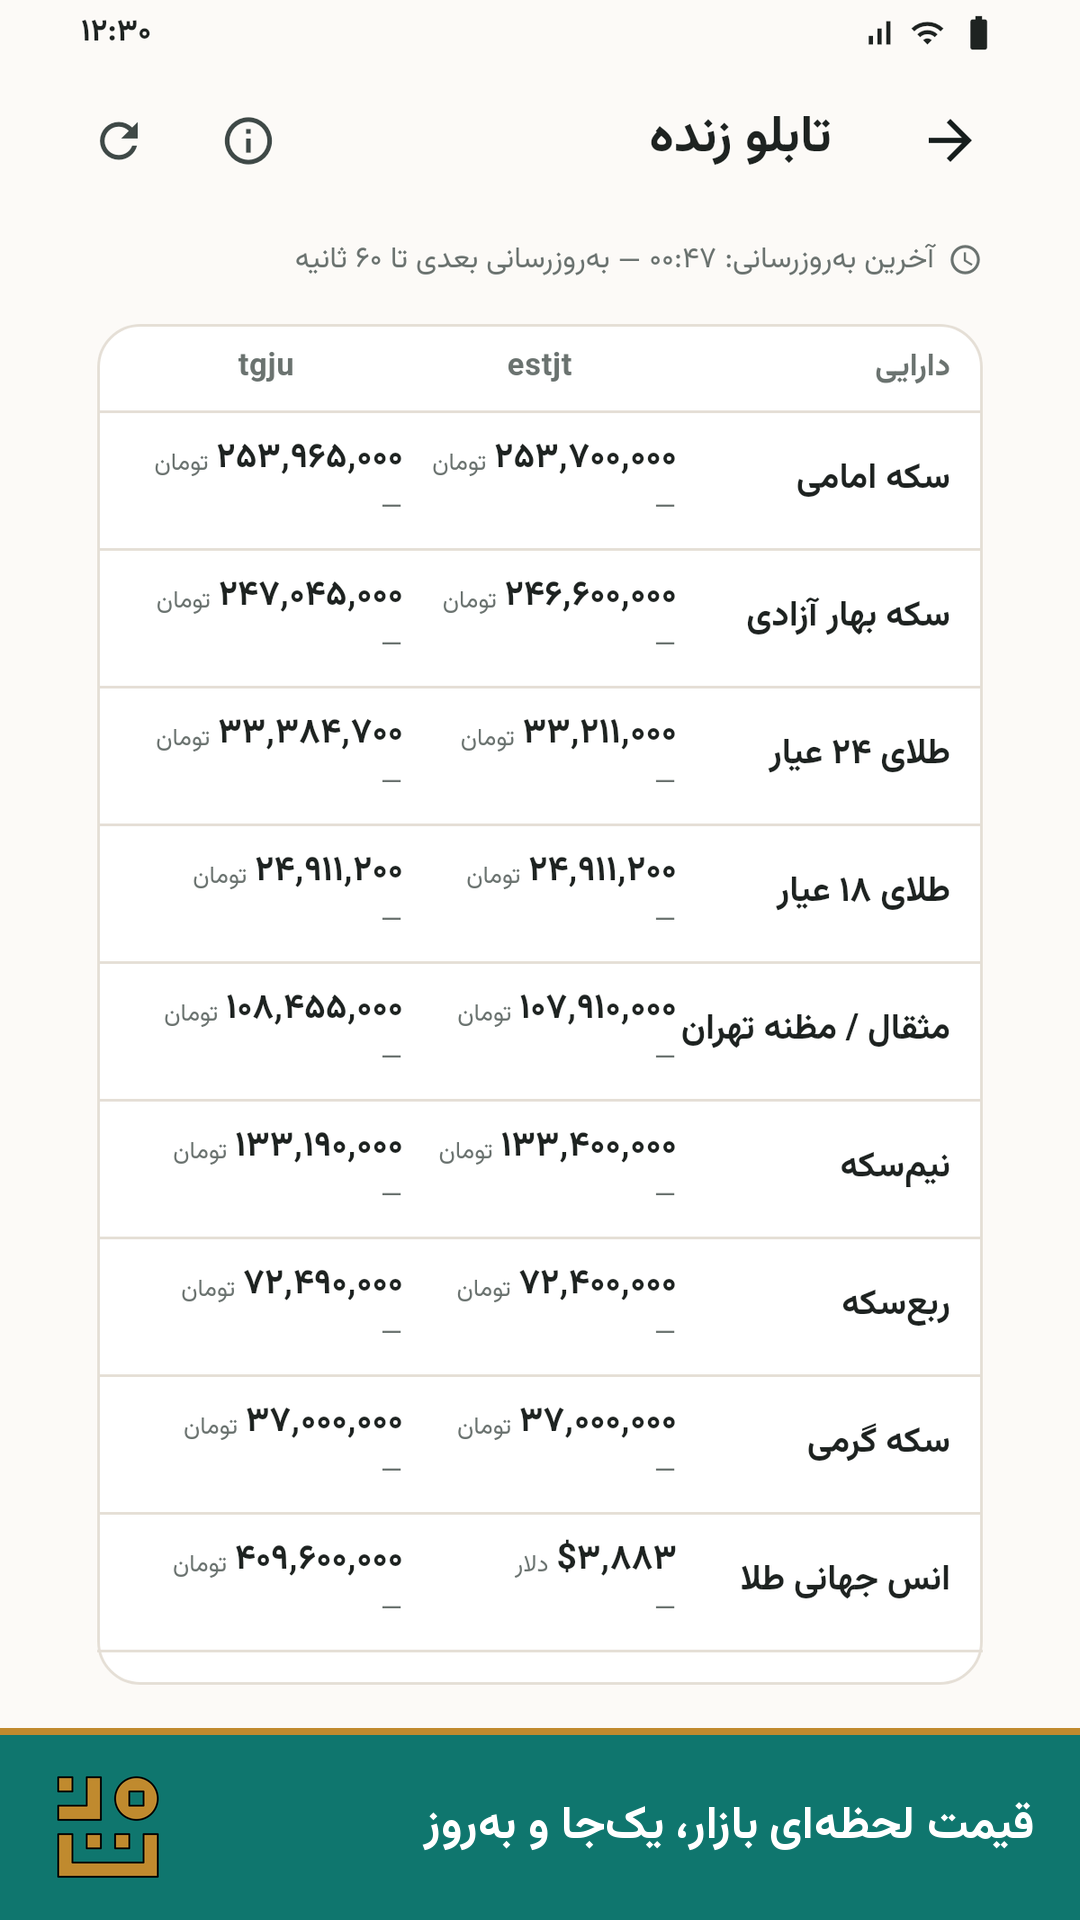 ۱۲:۳۰
تابلو زنده
آخرین به‌روزرسانی: ۰۰:۴۷ — به‌روزرسانی بعدی تا ۶۰ ثانیه
دارایی estjt tgju
سکه امامی ۲۵۳,۷۰۰,۰۰۰ تومان ۲۵۳,۹۶۵,۰۰۰ تومان
— —
سکه بهار آزادی ۲۴۶,۶۰۰,۰۰۰ تومان ۲۴۷,۰۴۵,۰۰۰ تومان
— —
طلای ۲۴ عیار ۳۳,۲۱۱,۰۰۰ تومان ۳۳,۳۸۴,۷۰۰ تومان
— —
طلای ۱۸ عیار ۲۴,۹۱۱,۲۰۰ تومان ۲۴,۹۱۱,۲۰۰ تومان
— —
مثقال / مظنه تهران ۱۰۷,۹۱۰,۰۰۰ تومان ۱۰۸,۴۵۵,۰۰۰ تومان
— —
نیم‌سکه ۱۳۳,۴۰۰,۰۰۰ تومان ۱۳۳,۱۹۰,۰۰۰ تومان
— —
ربع‌سکه ۷۲,۴۰۰,۰۰۰ تومان ۷۲,۴۹۰,۰۰۰ تومان
— —
سکه گرمی ۳۷,۰۰۰,۰۰۰ تومان ۳۷,۰۰۰,۰۰۰ تومان
— —
انس جهانی طلا $۳,۸۸۳ دلار ۴۰۹,۶۰۰,۰۰۰ تومان
— —
قیمت لحظه‌ای بازار، یک‌جا و به‌روز